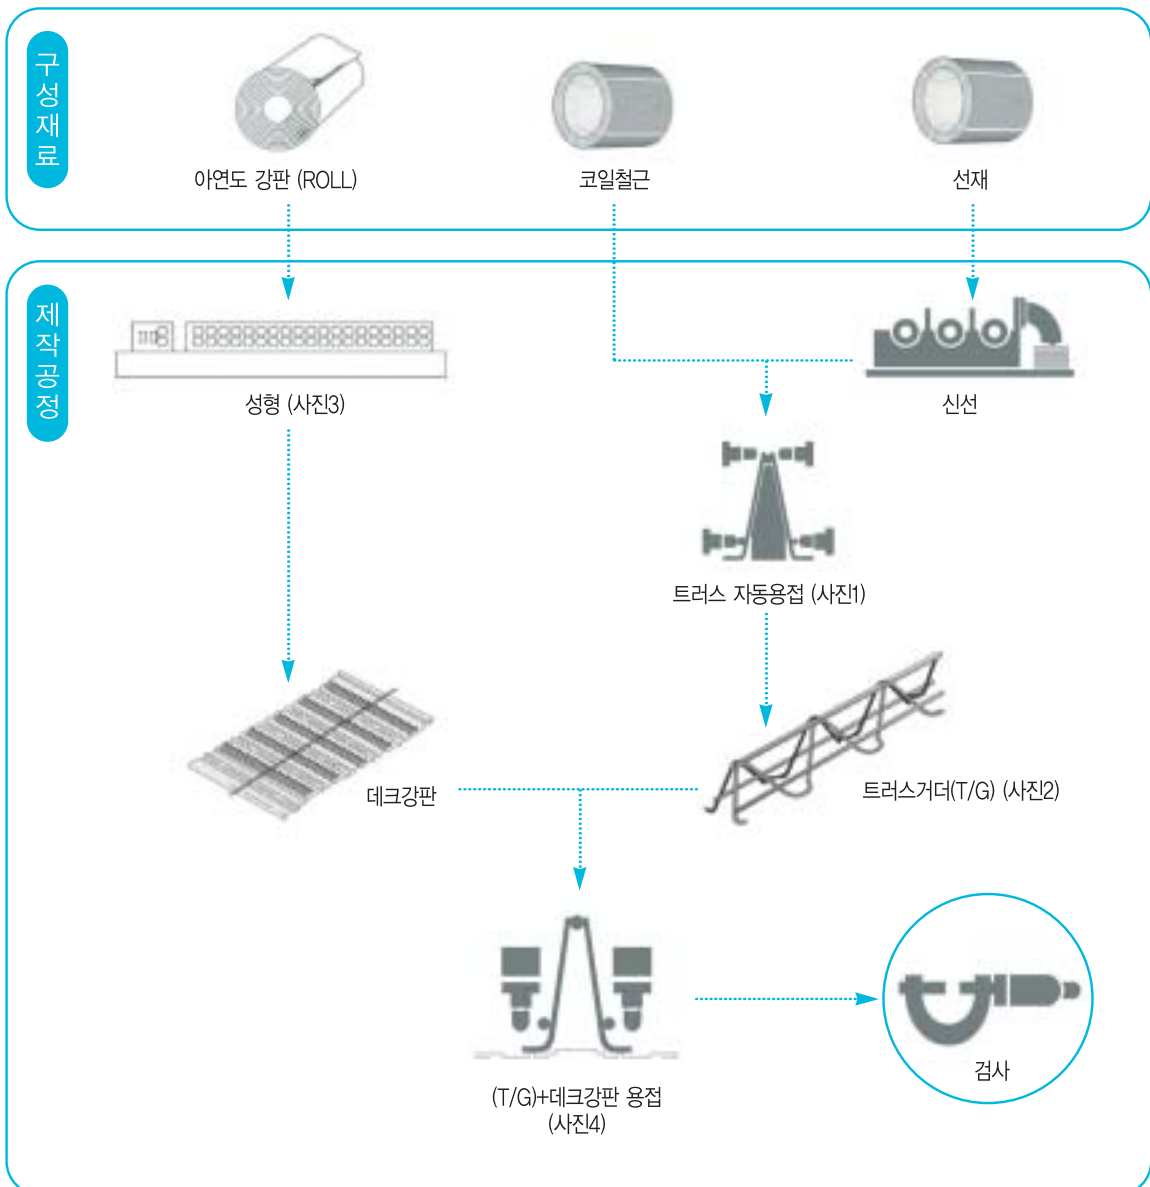 구성재료
아연도 강판 (ROLL)
코일철근
선재
제작공정
성형 (사진3)
신선
트러스 자동용접 (사진1)
데크강판
트러스거더(T/G) (사진2)
(T/G)+데크강판 용접
(사진4)
검사